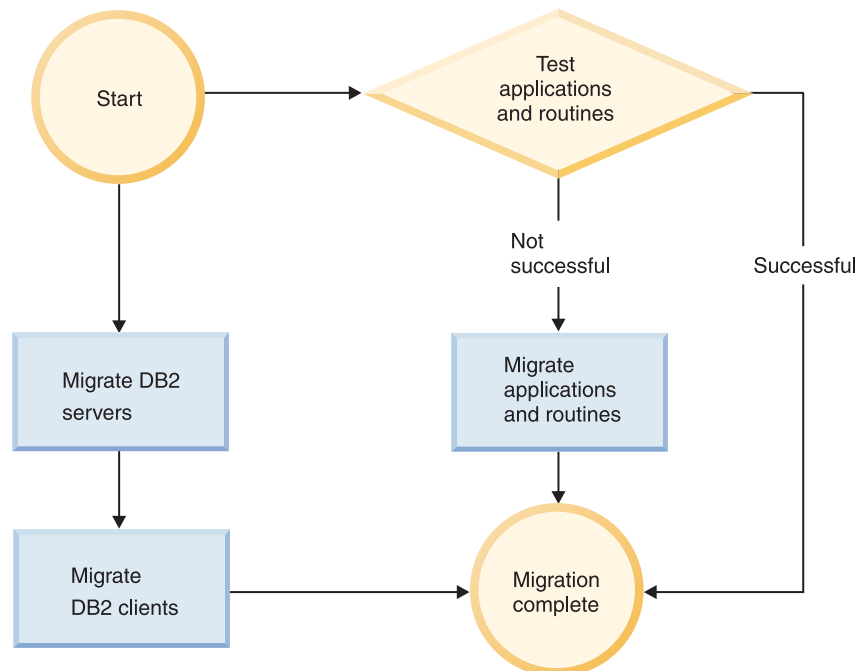 Start
Test
applications
and routines
Not
successful
Successful
Migrate DB2
servers
Migrate
applications
and routines
Migrate
DB2 clients
Migration
complete